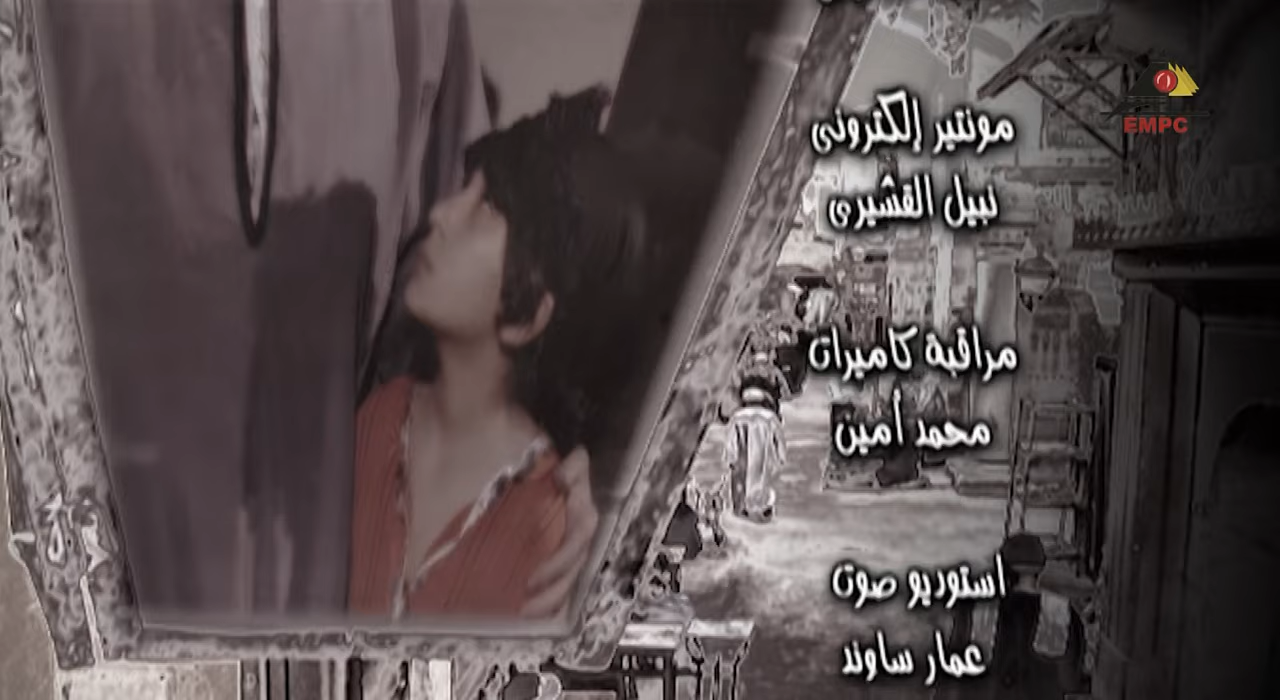 EMPC
مونتير إلكترونى
نبيل القشيرى
مراقبة كاميرات
محمد أمين
استوديو صوت
عمار ساوند